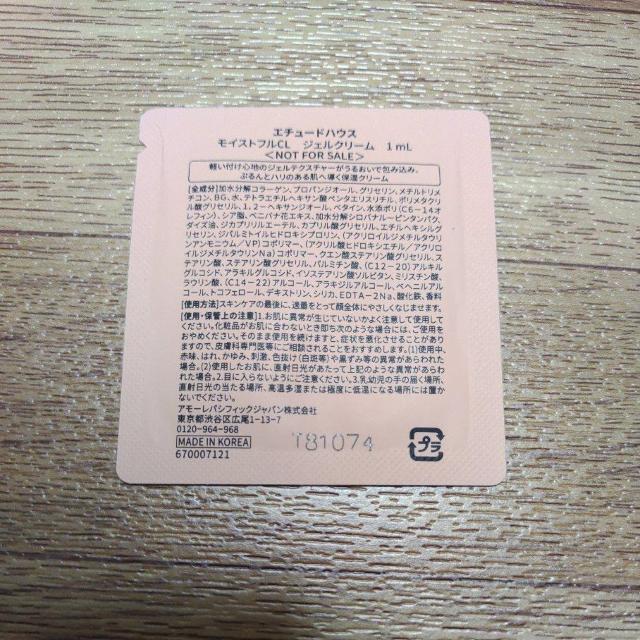 エチュードハウス
モイストフルCL ジェルクリーム 1mL
<NOT FOR SALE>
軽い付け心地のジェルテクスチャーがうるおいで包み込み、
ぷるんとハリのある肌へ導く保湿クリーム
[全成分]加水分解コラーゲン、プロパンジオール、グリセリン、メチルトリメ
チコン、BG、水、テトラエチルヘキサン酸ペンタエリスリチル、ポリメタクリ
ル酸グリセリル、1,2-ヘキサンジオール、ベタイン、水添ポリ(C6-14オ
レフィン)、シア脂、ベニバナ花エキス、加水分解シロバナルーピンタンパク、
ダイズ油、ジカプリリルエーテル、カプリル酸グリセリル、エチルヘキシルグ
リセリン、ジパルミトイルヒドロキシプロリン、(アクリロイルジメチルタウリ
ンアンモニウム/VP)コポリマー、(アクリル酸ヒドロキシエチル/アクリロ
イルジメチルタウリンNa)コポリマー、クエン酸ステアリン酸グリセリル、ス
テアリン酸、ステアリン酸グリセリル、パルミチン酸、(C12-20)アルキル
グルコシド、アラキルグルコシド、イソステアリン酸ソルビタン、ミリスチン酸、
ラウリン酸、(C14-22)アルコール、アラキジルアルコール、ベヘニルアル
コール、トコフェロール、デキストリン、シリカ、EDTA-2Na、酸化鉄、香料
[使用方法]スキンケアの最後に、適量をとって顔全体にやさしくなじませます。
[使用・保管上の注意]1.お肌に異常が生じていないかよく注意して使用して
ください。化粧品がお肌に合わないとき即ち次のような場合には、ご使用を
おやめください。そのまま使用を続けますと、症状を悪化させることがあり
ますので、皮膚科専門医等にご相談されることをおすすめします。(1)使用中、
赤味、はれ、かゆみ、刺激、色抜け(白斑等)や黒ずみ等の異常があらわれた
場合。(2)使用したお肌に、直射日光があたって上記のような異常があらわ
れた場合。2.目に入らないようにご注意ください。3.乳幼児の手の届く場所、
直射日光の当たる場所、高温多湿または極度に低温になる場所には置か
ないでください。
アモーレパシフィックジャパン株式会社
東京都渋谷区広尾1-13-7
0120-964-968
MADE IN KOREA
T81074
プラ
670007121